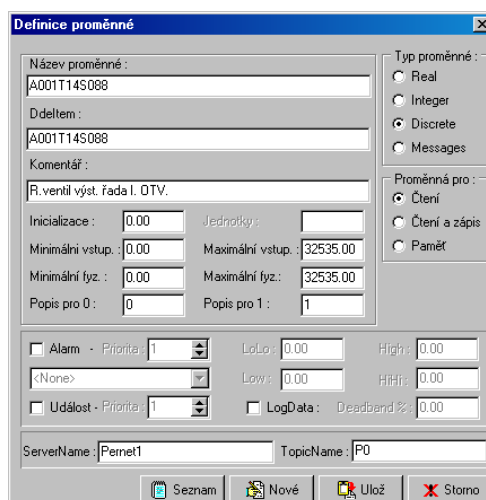 Definice proměnné
Název proměnné :
A001T14S088
DdeItem :
A001T14S088
Komentář :
R.ventil výst. řada I. OTV.
Inicializace : 0.00 Jednotky :
Minimálni vstup. : 0.00 Maximální vstup. : 32535.00
Minimální fyz. : 0.00 Maximální fyz.: 32535.00
Popis pro 0 : 0 Popis pro 1 : 1
Typ proměnné :
Real
Integer
Discrete
Messages
Proměnná pro :
Čtení
Čtení a zápis
Paměť
Alarm - Priorita : 1 LoLo : 0.00 High : 0.00
<None> Low : 0.00 HiHi : 0.00
Událost - Priorita : 1 LogData : Deadband % : 0.00
ServerName : Pernet1 TopicName : P0
Seznam Nové Ulož Storno